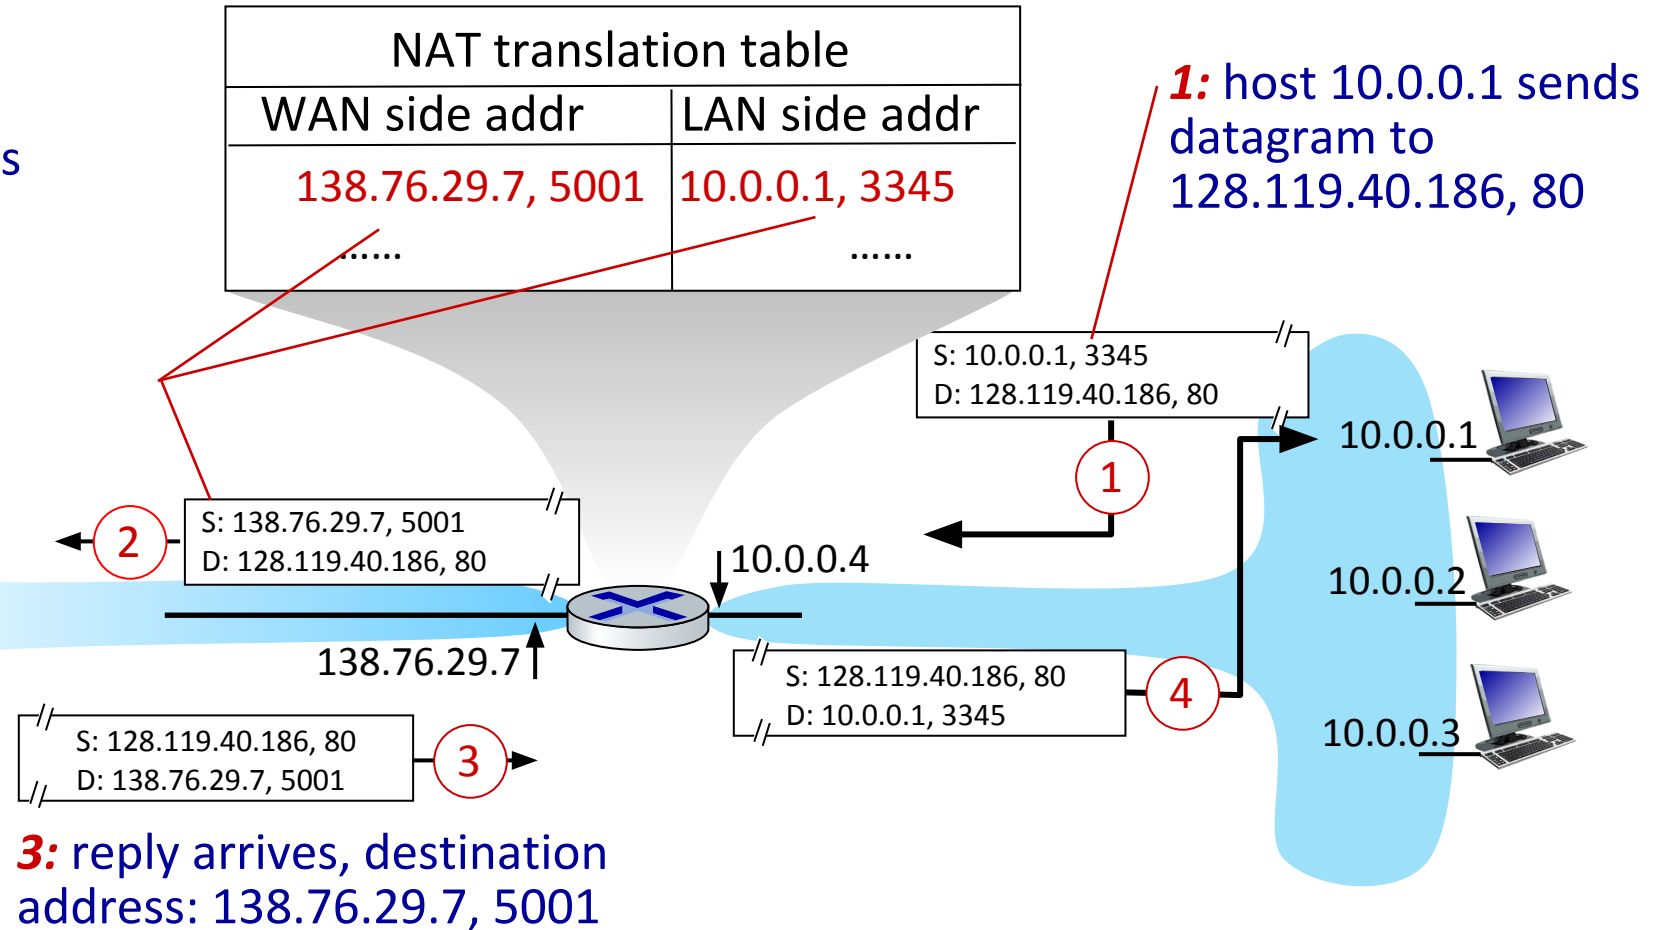 NAT translation table
WAN side addr LAN side addr
138.76.29.7, 5001 10.0.0.1, 3345
...... ......
1: host 10.0.0.1 sends
datagram to
128.119.40.186, 80
s
S: 10.0.0.1, 3345
D: 128.119.40.186, 80
1
10.0.0.1
S: 138.76.29.7, 5001
D: 128.119.40.186, 80
2
10.0.0.4
10.0.0.2
138.76.29.7
S: 128.119.40.186, 80
D: 10.0.0.1, 3345
4
10.0.0.3
S: 128.119.40.186, 80
D: 138.76.29.7, 5001
3
3: reply arrives, destination
address: 138.76.29.7, 5001